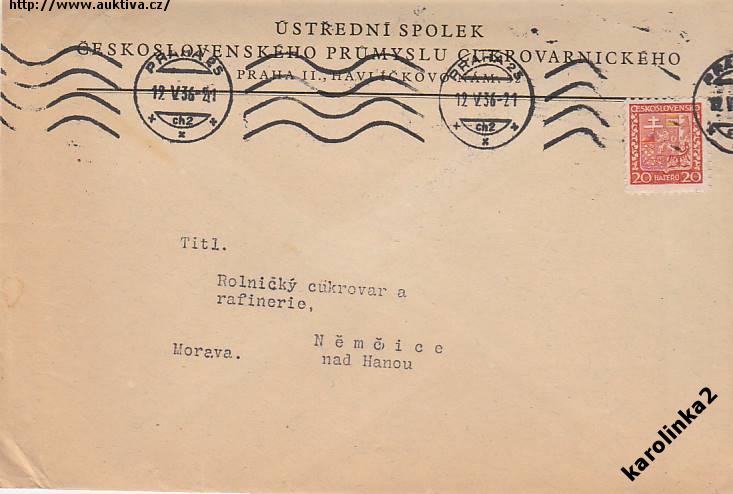 http://www.auktiva.cz/
ÚSTŘEDNÍ SPOLEK
ČESKOSLOVENSKÉHO PRŮMYSLU CUKROVARNICKÉHO
PRAHA II., HAVLÍČKOVO NÁM.
PRAHA 25
12.V.36-21
ch2
PRAHA 25
12.V.36-21
ch2
ČESKOSLOVENSKO
20 HALÉŘŮ 20
Titl.
Rolnický cukrovar a
rafinerie,
Němčice
Morava. nad Hanou
karolinka2